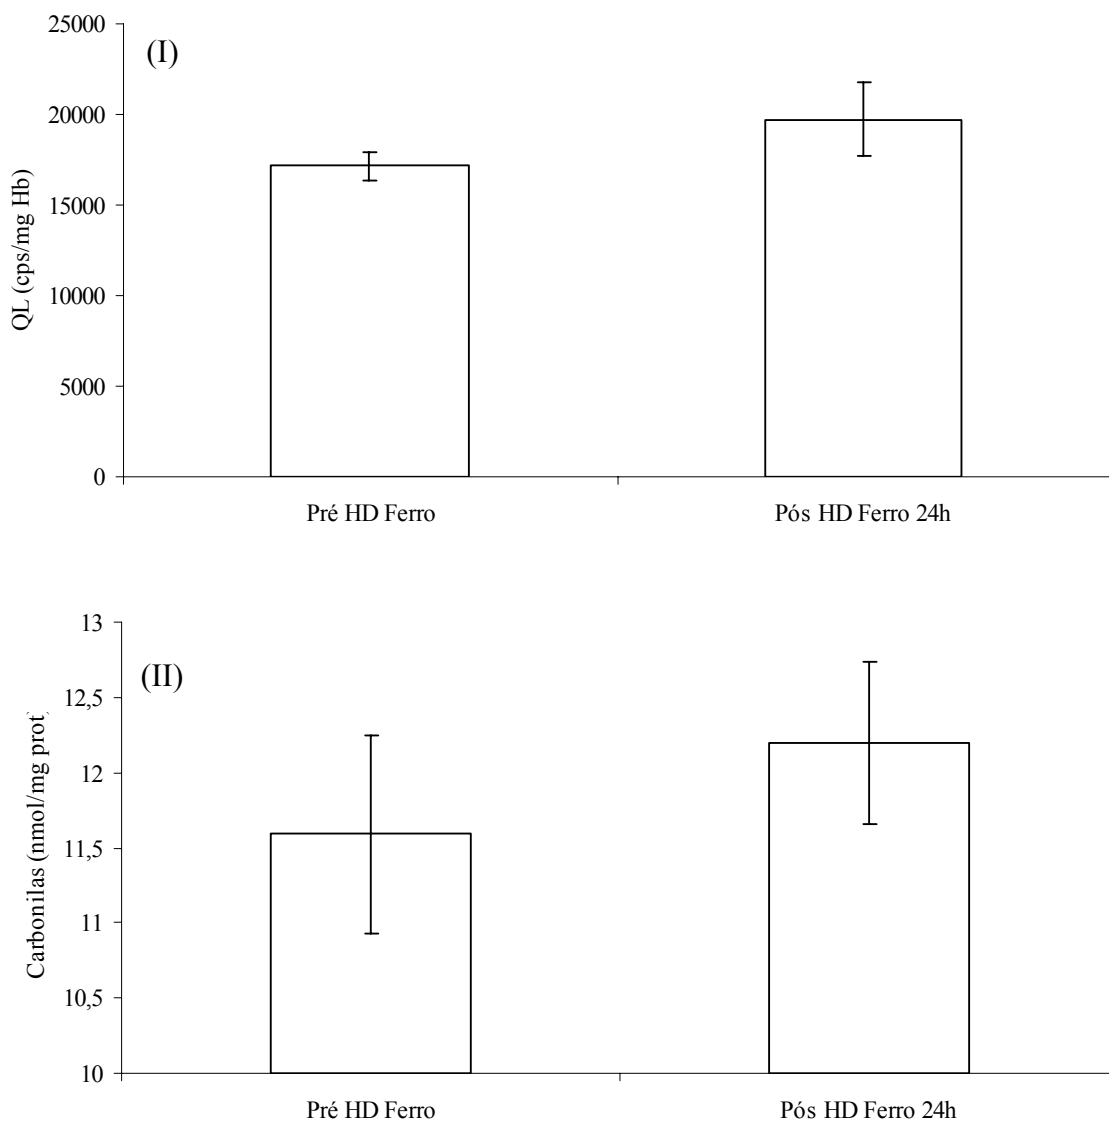 (I)
QL (cps/mg Hb)
25000
20000
15000
10000
5000
0
Pré HD Ferro
Pós HD Ferro 24h
(II)
Carbonilas (nmol/mg prot)
13
12,5
12
11,5
11
10,5
10
Pré HD Ferro
Pós HD Ferro 24h